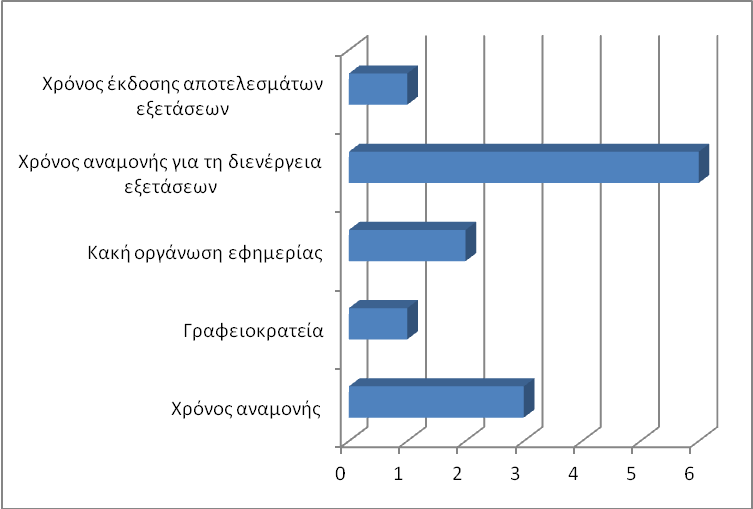 Χρόνος έκδοσης αποτελεσμάτων
εξετάσεων
Χρόνος αναμονής για τη διενέργεια
εξετάσεων
Κακή οργάνωση εφημερίας
Γραφειοκρατεία
Χρόνος αναμονής
0 1 2 3 4 5 6